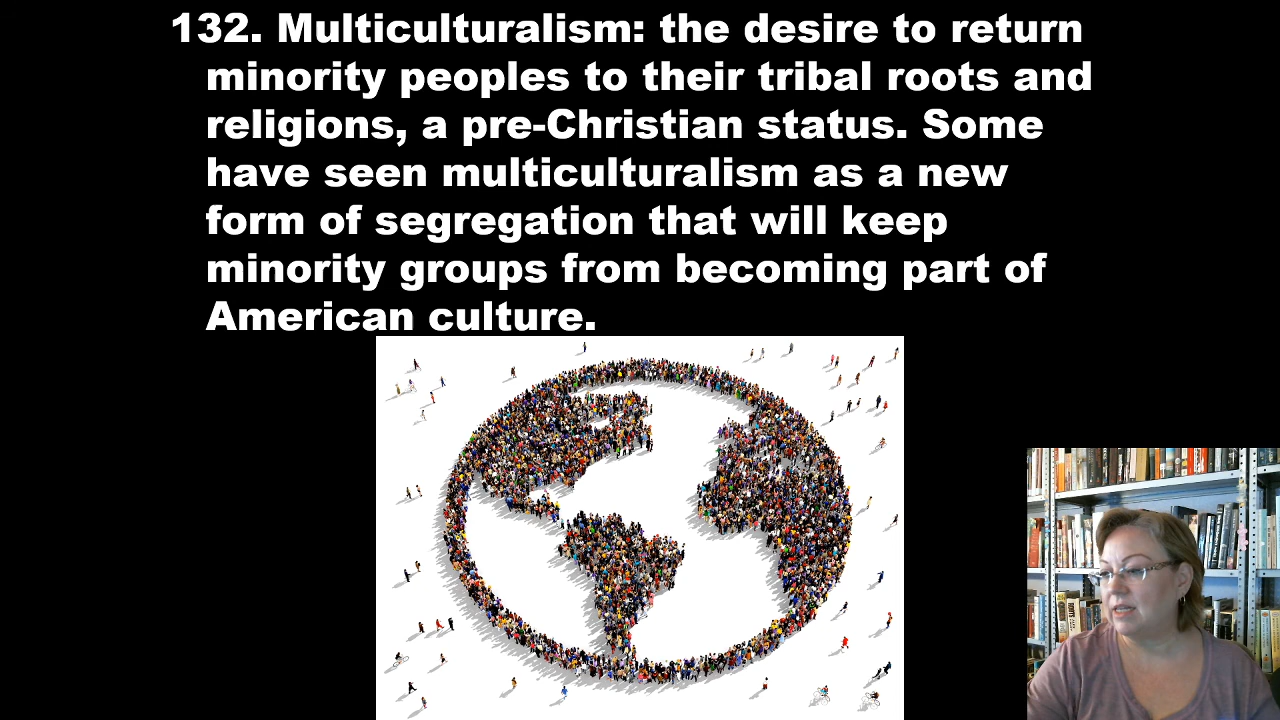 132. Multiculturalism: the desire to return
minority peoples to their tribal roots and
religions, a pre-Christian status. Some
have seen multiculturalism as a new
form of segregation that will keep
minority groups from becoming part of
American culture.